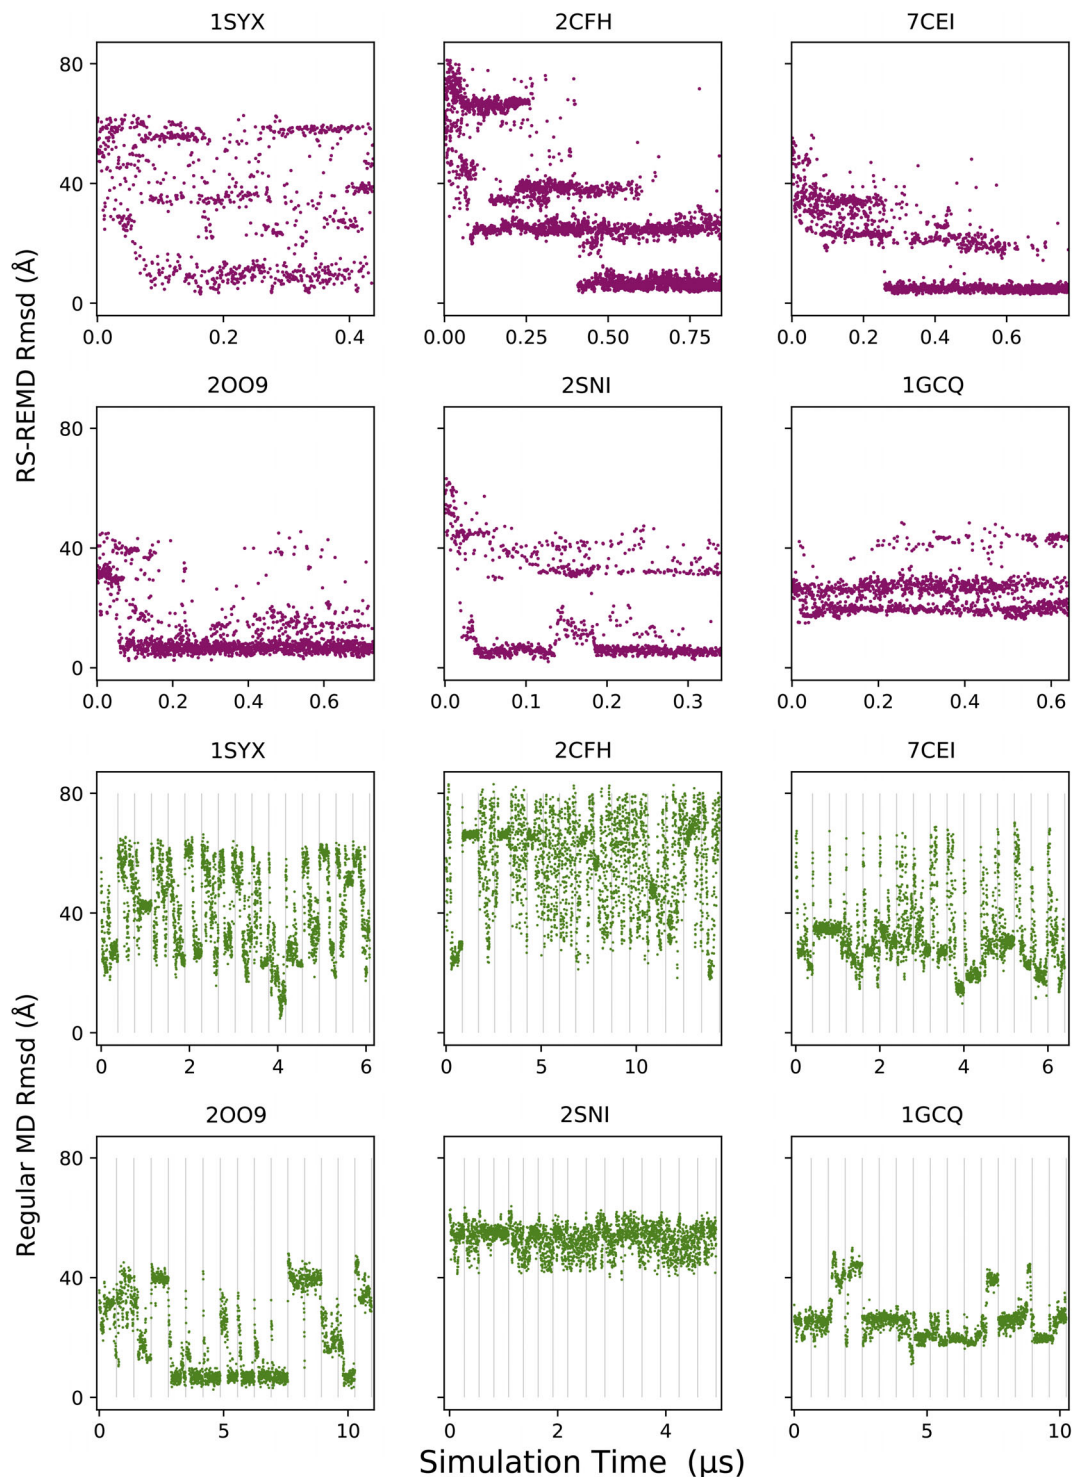 1SYX 2CFH 7CEI
80
40
0
0.0 0.2 0.4 0.00 0.25 0.50 0.75 0.0 0.2 0.4 0.6
RS-REMD Rmsd (Å)
2OO9 2SNI 1GCQ
80
40
0
0.0 0.2 0.4 0.6 0.0 0.1 0.2 0.3 0.0 0.2 0.4 0.6
1SYX 2CFH 7CEI
80
40
0
0 2 4 6 0 5 10 0 2 4 6
Regular MD Rmsd (Å)
2OO9 2SNI 1GCQ
80
40
0
0 5 10 0 2 4 0 5 10
Simulation Time (μs)